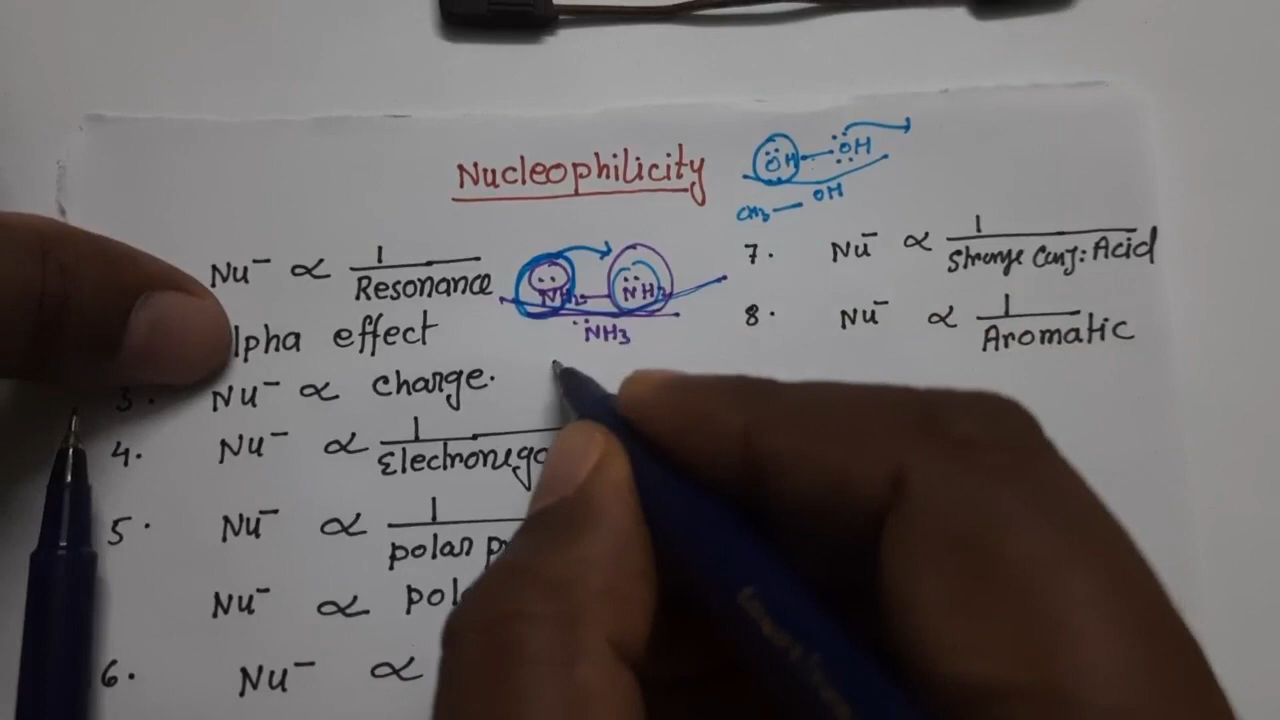 Nucleophilicity
ÖH — ÖH
CH3 — OH
Nu⁻ ∝ 1/Resonance
NH2 — NH2
NH3
lpha effect
3. Nu⁻ ∝ charge.
4. Nu⁻ ∝ 1/Electronega
5. Nu⁻ ∝ 1/polar p
Nu⁻ ∝ pol
6. Nu⁻ ∝
7. Nu⁻ ∝ 1/Stronge Conj: Acid
8. Nu⁻ ∝ 1/Aromatic